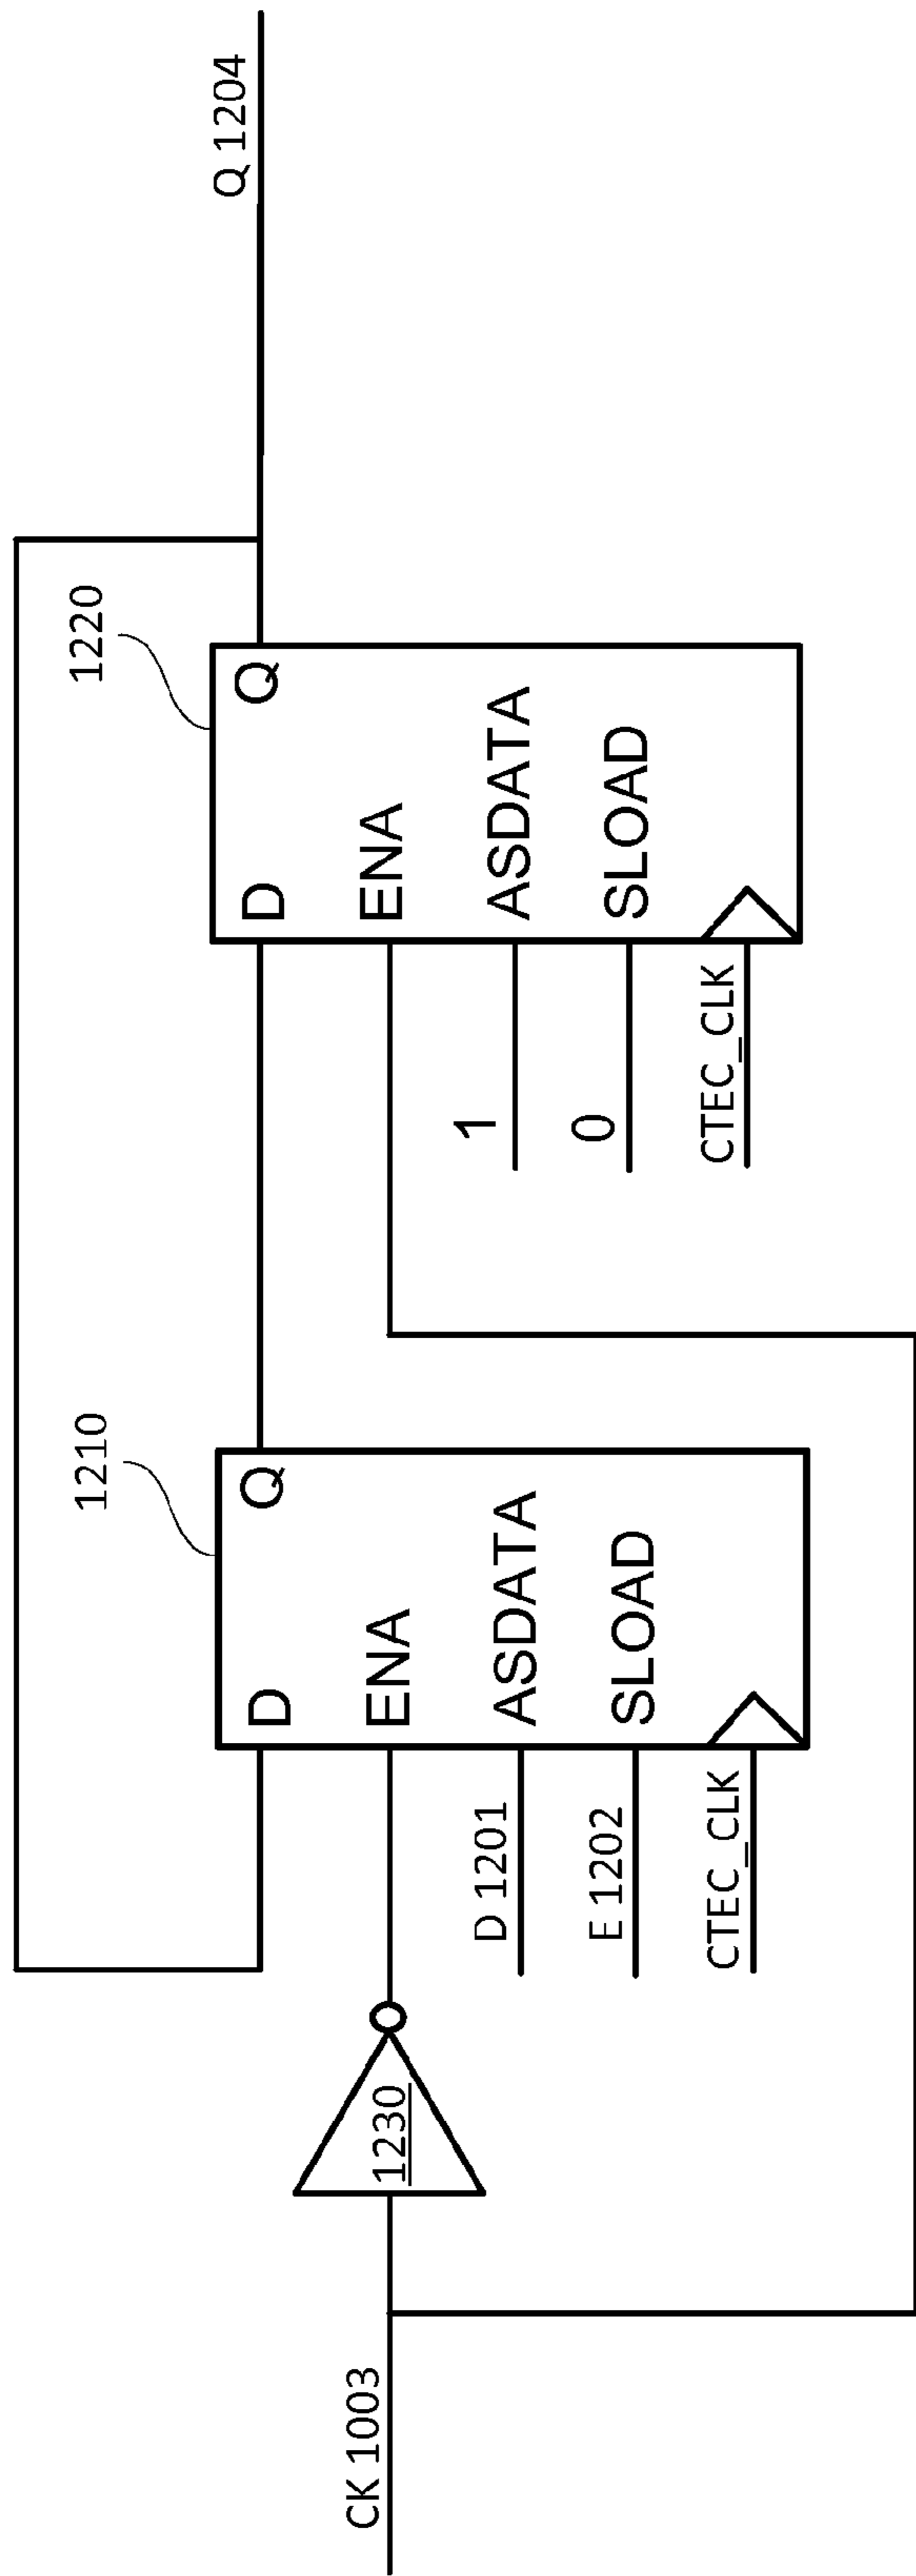 CK 1003
1230
1210
D
Q
ENA
D 1201
ASDATA
E 1202
SLOAD
CTEC_CLK
1220
D
Q
ENA
1
ASDATA
0
SLOAD
CTEC_CLK
Q 1204